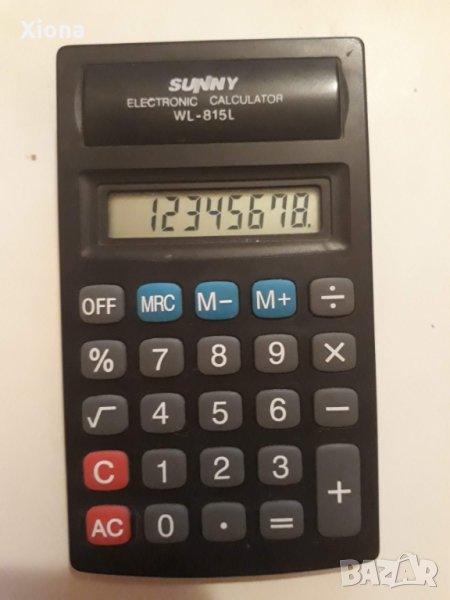 Xiona
SUNNY
ELECTRONIC CALCULATOR
WL-815L
12345678.
OFF MRC M- M+ ÷
% 7 8 9 ×
√ 4 5 6 −
C 1 2 3 +
AC 0 . =
BAZAR